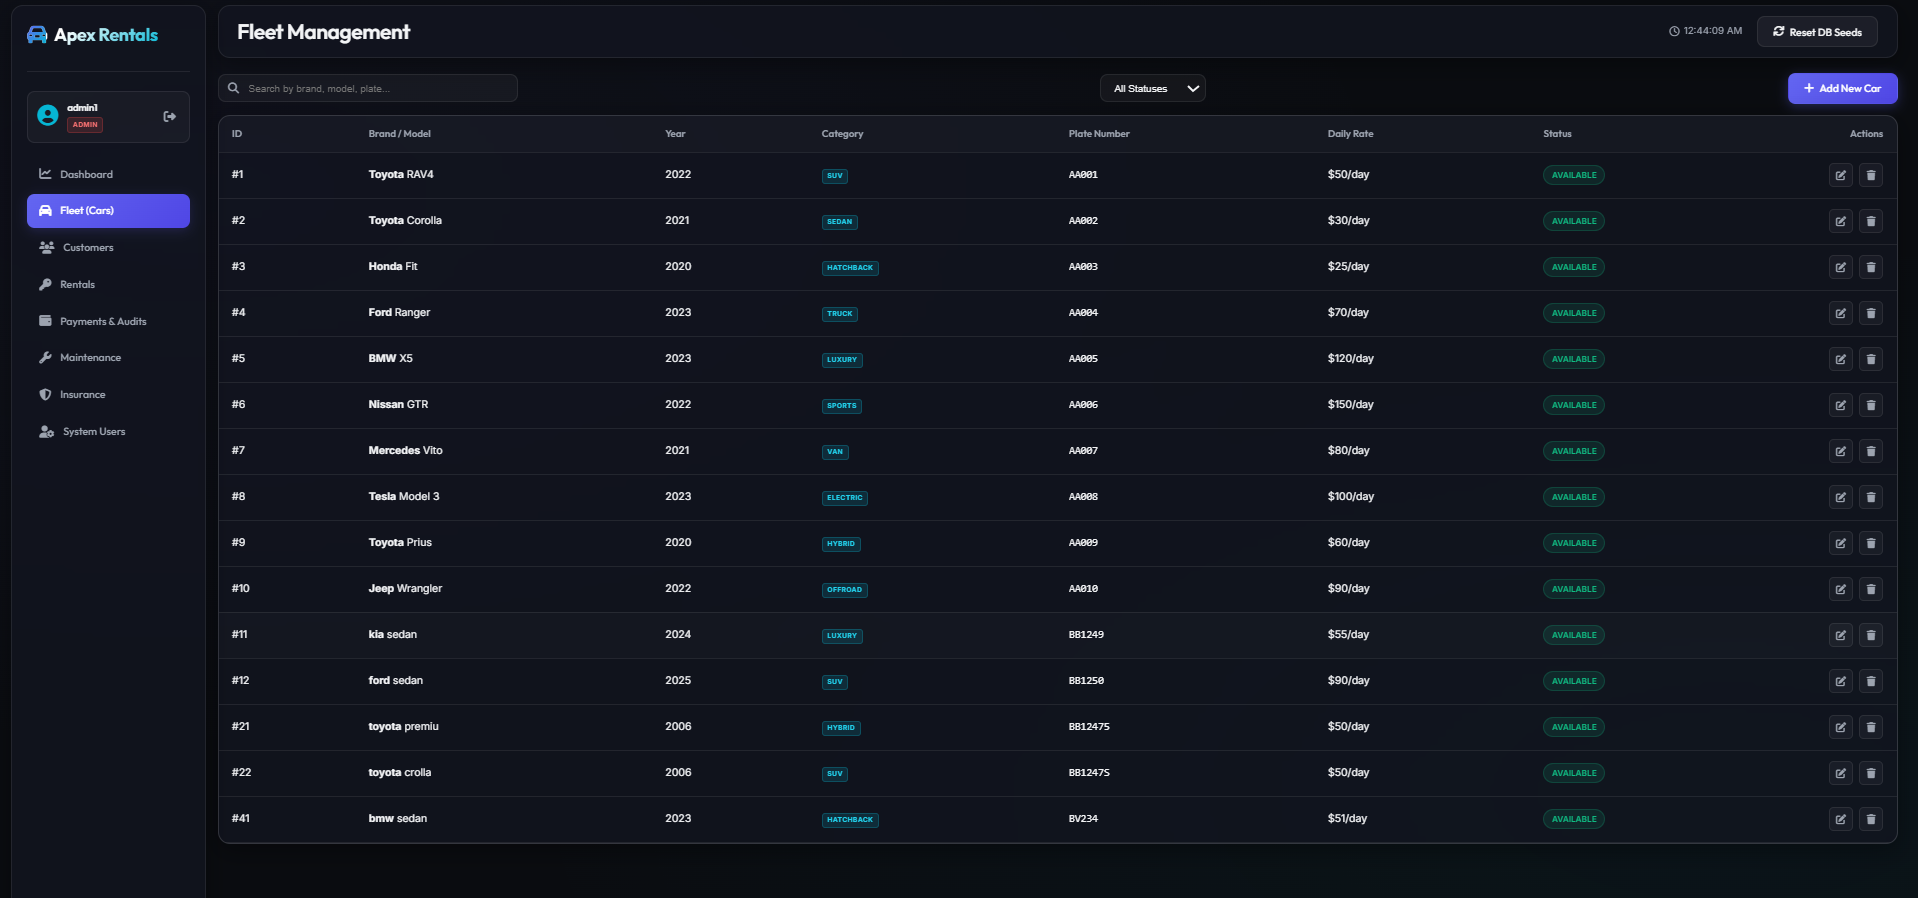 Apex Rentals
admin1
ADMIN
Dashboard
Fleet (Cars)
Customers
Rentals
Payments & Audits
Maintenance
Insurance
System Users
Fleet Management
12:44:09 AM
Reset DB Seeds
Search by brand, model, plate...
All Statuses
+ Add New Car
ID Brand / Model Year Category Plate Number Daily Rate Status Actions
#1 Toyota RAV4 2022 SUV AA001 $50/day AVAILABLE
#2 Toyota Corolla 2021 SEDAN AA002 $30/day AVAILABLE
#3 Honda Fit 2020 HATCHBACK AA003 $25/day AVAILABLE
#4 Ford Ranger 2023 TRUCK AA004 $70/day AVAILABLE
#5 BMW X5 2023 LUXURY AA005 $120/day AVAILABLE
#6 Nissan GTR 2022 SPORTS AA006 $150/day AVAILABLE
#7 Mercedes Vito 2021 VAN AA007 $80/day AVAILABLE
#8 Tesla Model 3 2023 ELECTRIC AA008 $100/day AVAILABLE
#9 Toyota Prius 2020 HYBRID AA009 $60/day AVAILABLE
#10 Jeep Wrangler 2022 OFFROAD AA010 $90/day AVAILABLE
#11 kia sedan 2024 LUXURY BB1249 $55/day AVAILABLE
#12 ford sedan 2025 SUV BB1250 $90/day AVAILABLE
#21 toyota premiu 2006 HYBRID BB12475 $50/day AVAILABLE
#22 toyota crolla 2006 SUV BB1247S $50/day AVAILABLE
#41 bmw sedan 2023 HATCHBACK BV234 $51/day AVAILABLE